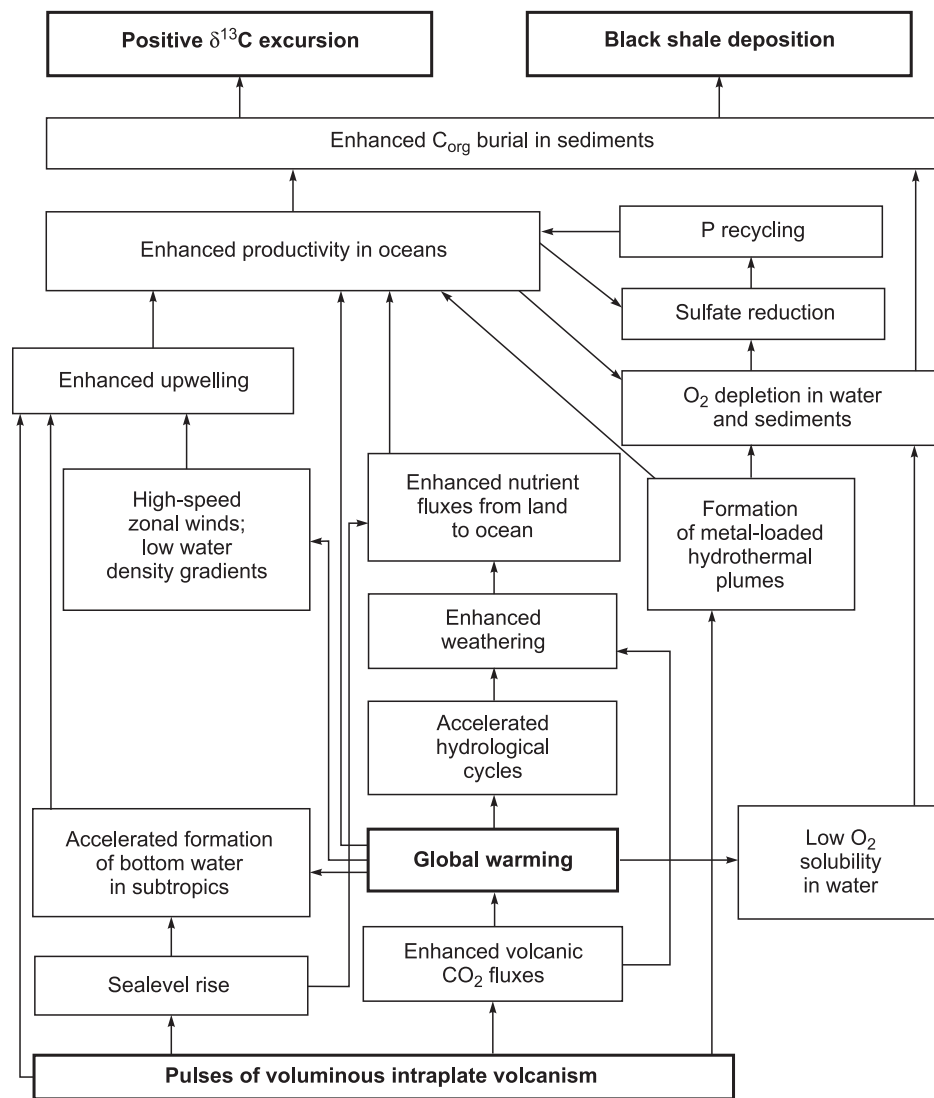 Positive δ¹³C excursion
Black shale deposition
Enhanced Corg burial in sediments
Enhanced productivity in oceans
P recycling
Sulfate reduction
Enhanced upwelling
O₂ depletion in water
and sediments
High-speed
zonal winds;
low water
density gradients
Enhanced nutrient
fluxes from land
to ocean
Formation
of metal-loaded
hydrothermal
plumes
Enhanced
weathering
Accelerated
hydrological
cycles
Accelerated formation
of bottom water
in subtropics
Global warming
Low O₂
solubility
in water
Sealevel rise
Enhanced volcanic
CO₂ fluxes
Pulses of voluminous intraplate volcanism